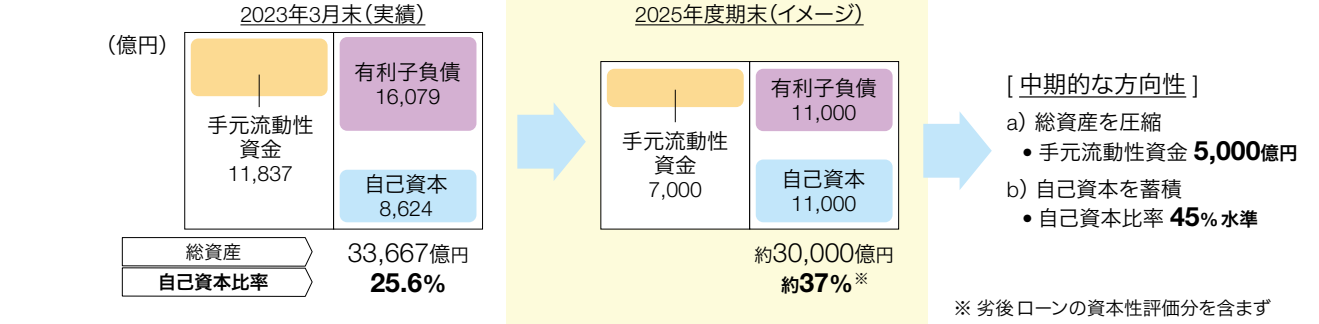 2023年3月末(実績)
(億円)
有利子負債
16,079
手元流動性
資金
11,837
自己資本
8,624
総資産
33,667億円
自己資本比率
25.6%
2025年度期末(イメージ)
有利子負債
11,000
手元流動性
資金
7,000
自己資本
11,000
約30,000億円
約37%※
[ 中期的な方向性 ]
a) 総資産を圧縮
• 手元流動性資金 5,000億円
b) 自己資本を蓄積
• 自己資本比率 45%水準
※ 劣後ローンの資本性評価分を含まず